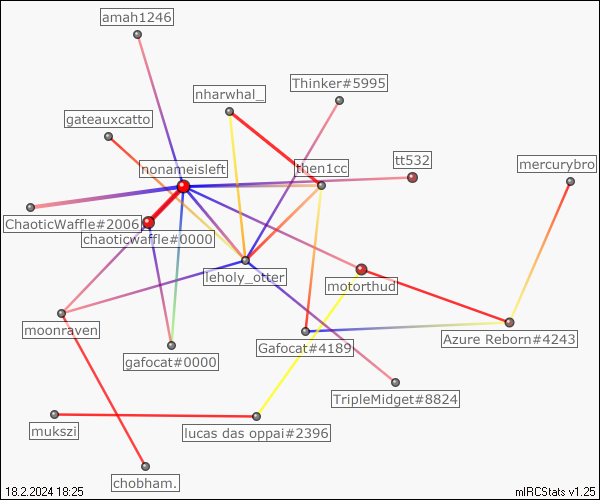 amah1246
Thinker#5995
nharwhal_
gateauxcatto
nonameisleft
then1cc
tt532
mercurybro
ChaoticWaffle#2006
chaoticwaffle#0000
leholy_otter
motorthud
moonraven
gafocat#0000
Gafocat#4189
Azure Reborn#4243
TripleMidget#8824
mukszi
lucas das oppai#2396
chobham.
18.2.2024 18:25
mIRCStats v1.25